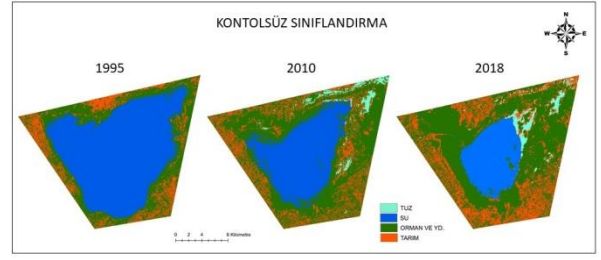 KONTOLSÜZ SINIFLANDIRMA
N
W E
S
1995
2010
2018
TUZ
SU
ORMAN VE YD.
TARIM
0 2 4 8 Kilometre